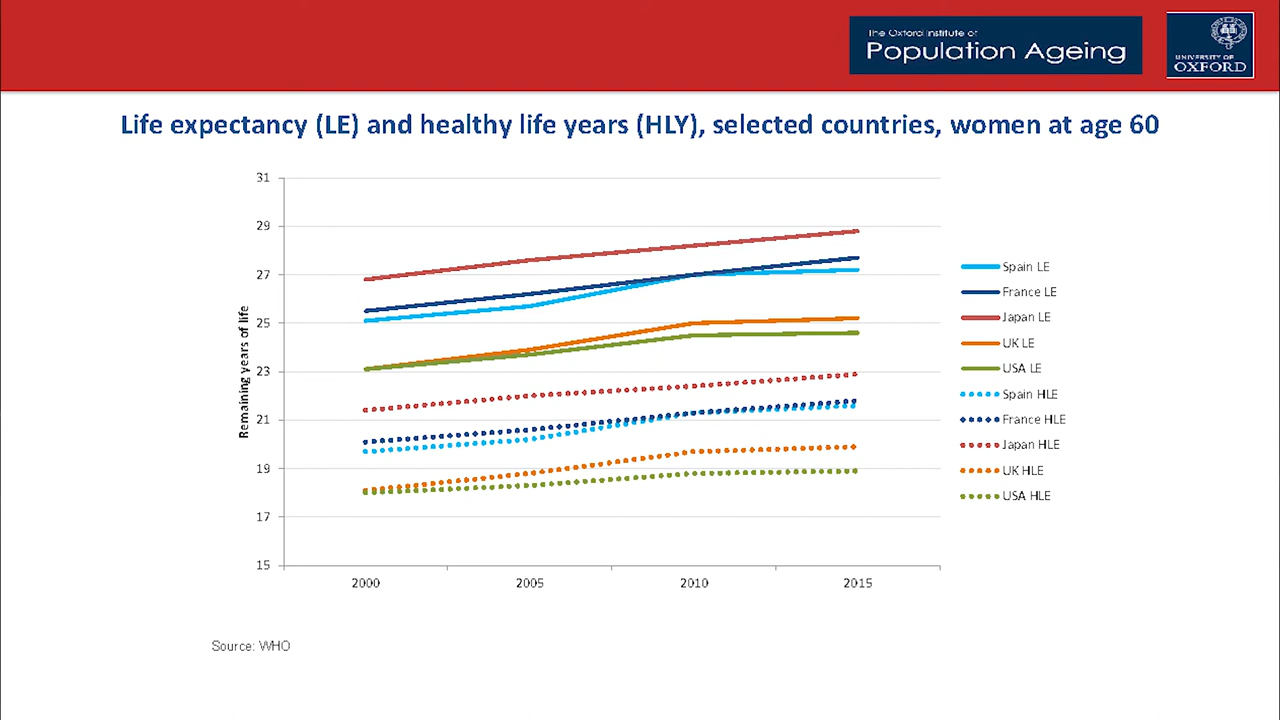 The Oxford Institute of
Population Ageing
UNIVERSITY OF
OXFORD
Life expectancy (LE) and healthy life years (HLY), selected countries, women at age 60
31
29
27
25
23
21
19
17
15
Remaining years of life
2000 2005 2010 2015
Spain LE
France LE
Japan LE
UK LE
USA LE
Spain HLE
France HLE
Japan HLE
UK HLE
USA HLE
Source: WHO